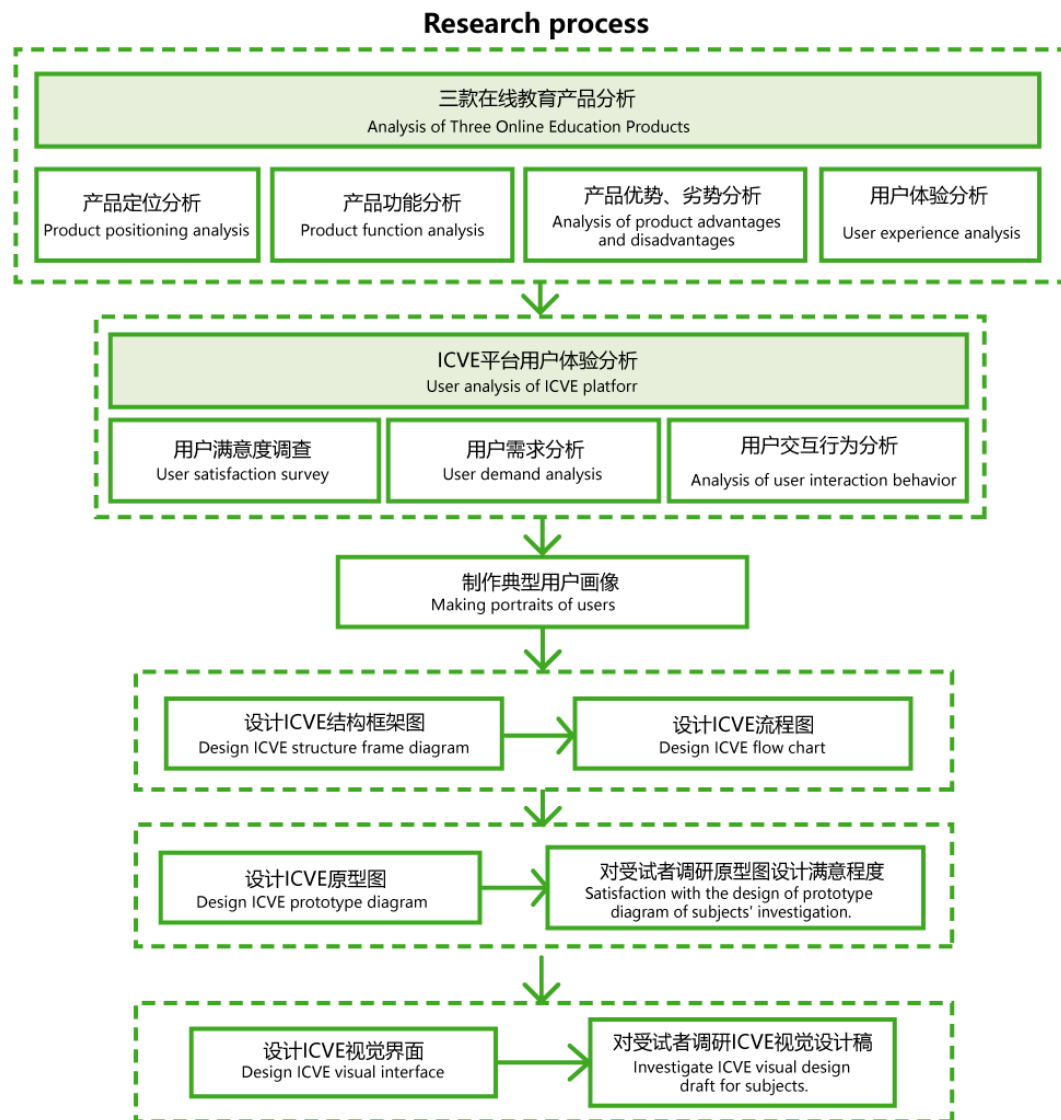 Research process
三款在线教育产品分析
Analysis of Three Online Education Products
产品定位分析
Product positioning analysis
产品功能分析
Product function analysis
产品优势、劣势分析
Analysis of product advantages
and disadvantages
用户体验分析
User experience analysis
ICVE平台用户体验分析
User analysis of ICVE platforr
用户满意度调查
User satisfaction survey
用户需求分析
User demand analysis
用户交互行为分析
Analysis of user interaction behavior
制作典型用户画像
Making portraits of users
设计ICVE结构框架图
Design ICVE structure frame diagram
设计ICVE流程图
Design ICVE flow chart
设计ICVE原型图
Design ICVE prototype diagram
对受试者调研原型图设计满意程度
Satisfaction with the design of prototype
diagram of subjects' investigation.
设计ICVE视觉界面
Design ICVE visual interface
对受试者调研ICVE视觉设计稿
Investigate ICVE visual design
draft for subjects.